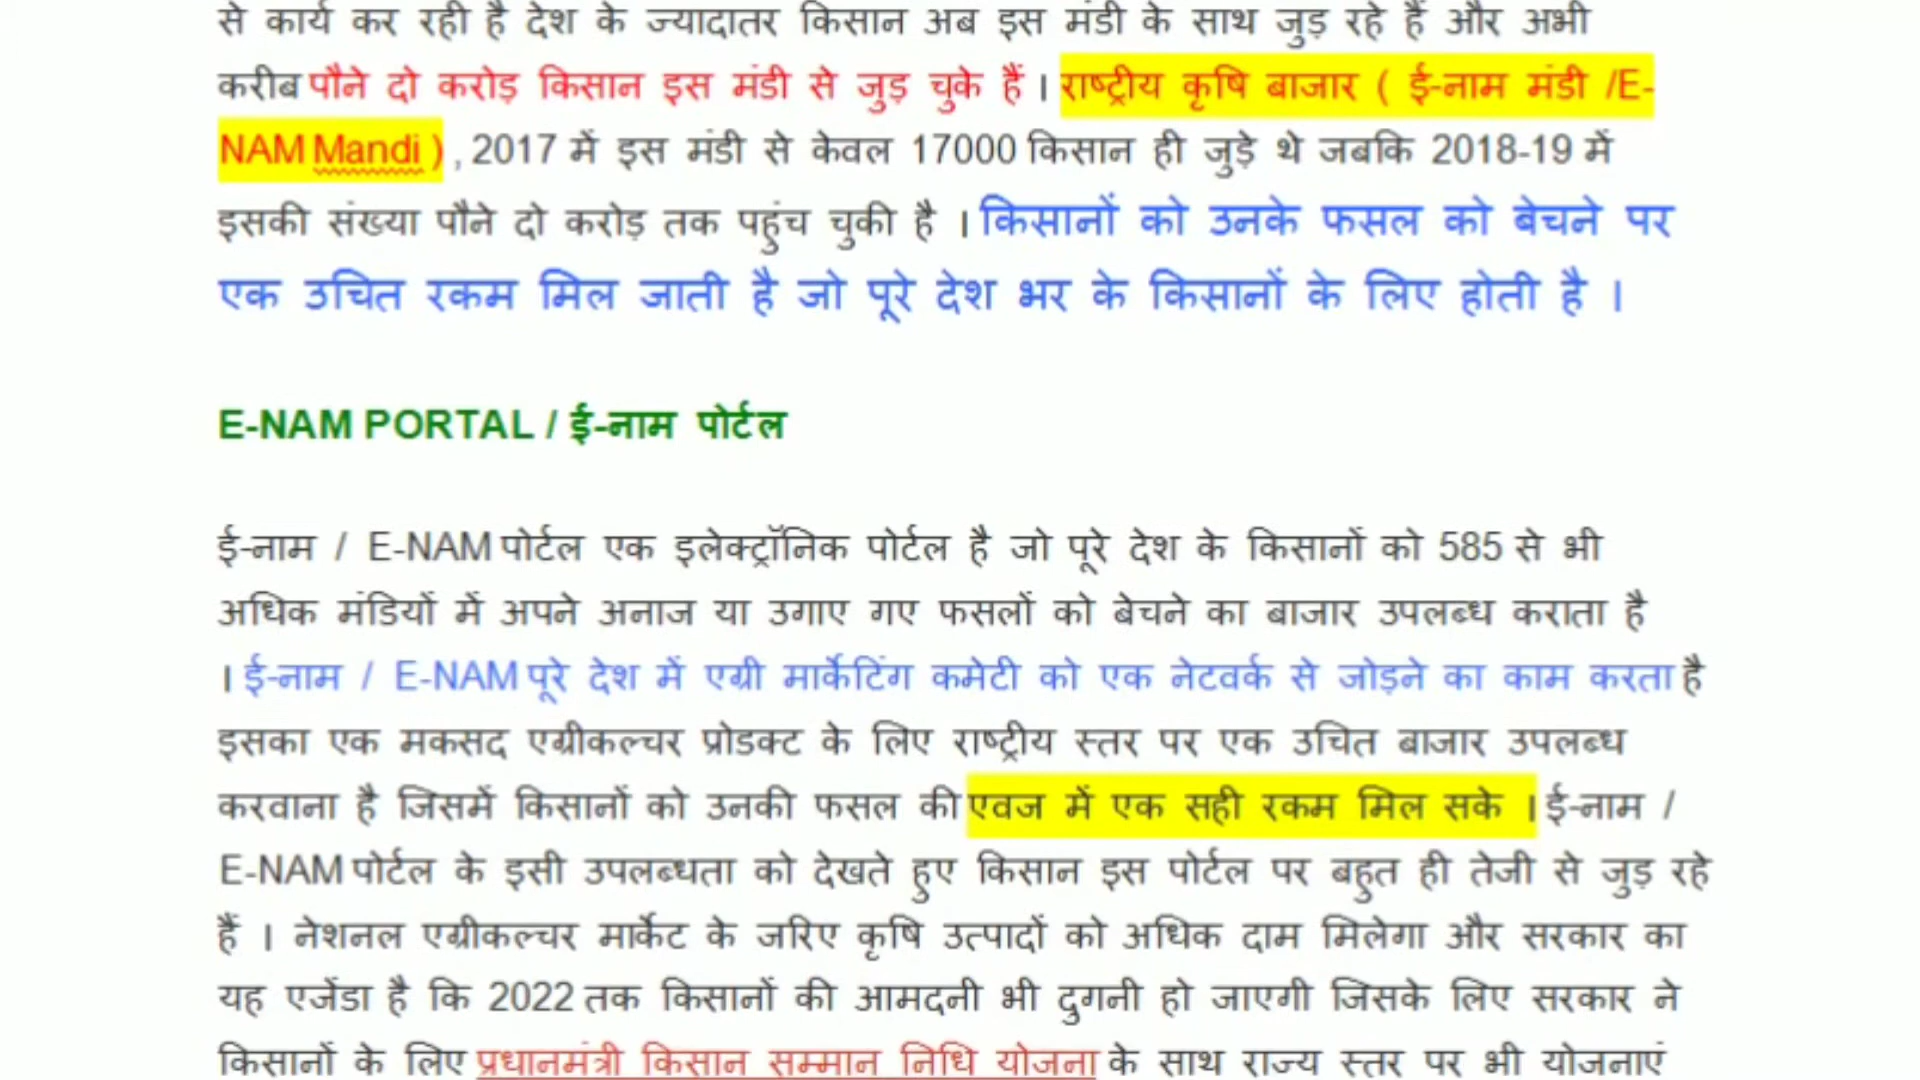 से कार्य कर रही है देश के ज्यादातर किसान अब इस मंडी के साथ जुड़ रहे हैं और अभी
करीब पौने दो करोड़ किसान इस मंडी से जुड़ चुके हैं । राष्ट्रीय कृषि बाजार ( ई-नाम मंडी /E-
NAM Mandi ) , 2017 में इस मंडी से केवल 17000 किसान ही जुड़े थे जबकि 2018-19 में
इसकी संख्या पौने दो करोड़ तक पहुंच चुकी है । किसानों को उनके फसल को बेचने पर
एक उचित रकम मिल जाती है जो पूरे देश भर के किसानों के लिए होती है ।
E-NAM PORTAL / ई-नाम पोर्टल
ई-नाम / E-NAM पोर्टल एक इलेक्ट्रॉनिक पोर्टल है जो पूरे देश के किसानों को 585 से भी
अधिक मंडियों में अपने अनाज या उगाए गए फसलों को बेचने का बाजार उपलब्ध कराता है
। ई-नाम / E-NAM पूरे देश में एग्री मार्केटिंग कमेटी को एक नेटवर्क से जोड़ने का काम करता है
इसका एक मकसद एग्रीकल्चर प्रोडक्ट के लिए राष्ट्रीय स्तर पर एक उचित बाजार उपलब्ध
करवाना है जिसमें किसानों को उनकी फसल की एवज में एक सही रकम मिल सके । ई-नाम /
E-NAM पोर्टल के इसी उपलब्धता को देखते हुए किसान इस पोर्टल पर बहुत ही तेजी से जुड़ रहे
हैं । नेशनल एग्रीकल्चर मार्केट के जरिए कृषि उत्पादों को अधिक दाम मिलेगा और सरकार का
यह एजेंडा है कि 2022 तक किसानों की आमदनी भी दुगनी हो जाएगी जिसके लिए सरकार ने
किसानों के लिए प्रधानमंत्री किसान सम्मान निधि योजना के साथ राज्य स्तर पर भी योजनाएं